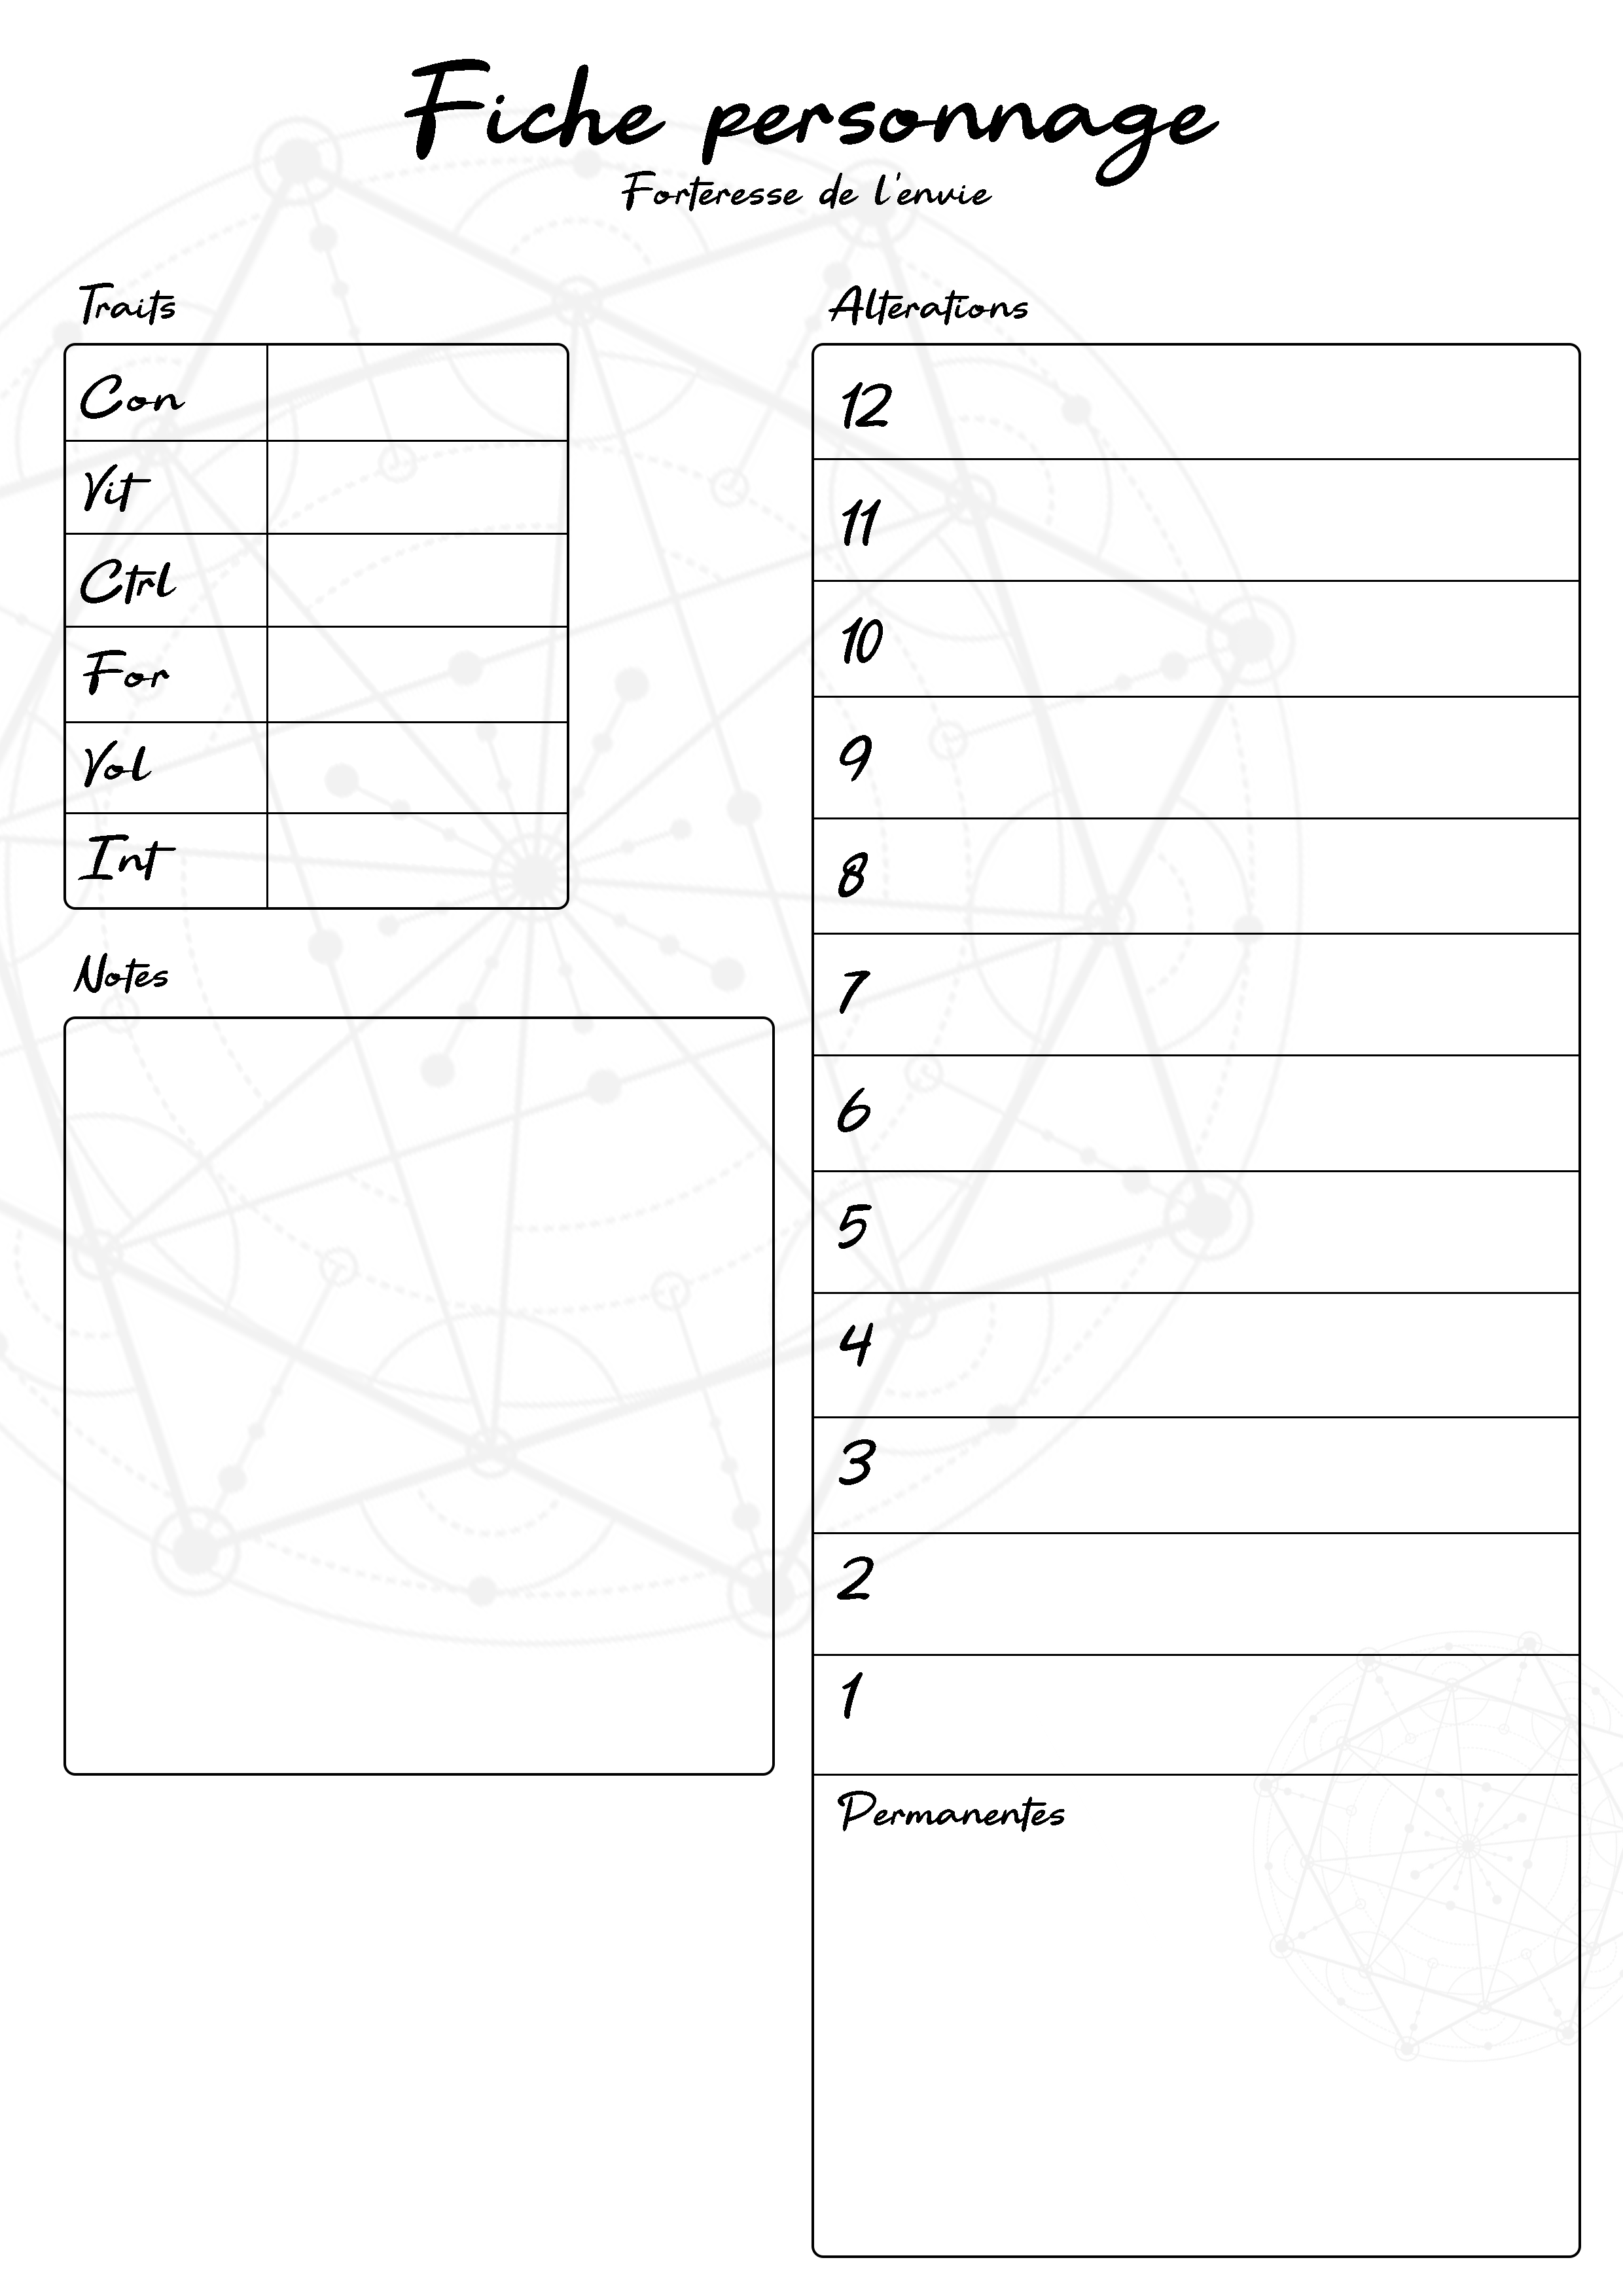 Fiche personnage
Forteresse de l'envie
Traits
Con
Vit
Ctrl
For
Vol
Int
Notes
Alterations
12
11
10
9
8
7
6
5
4
3
2
1
Permanentes